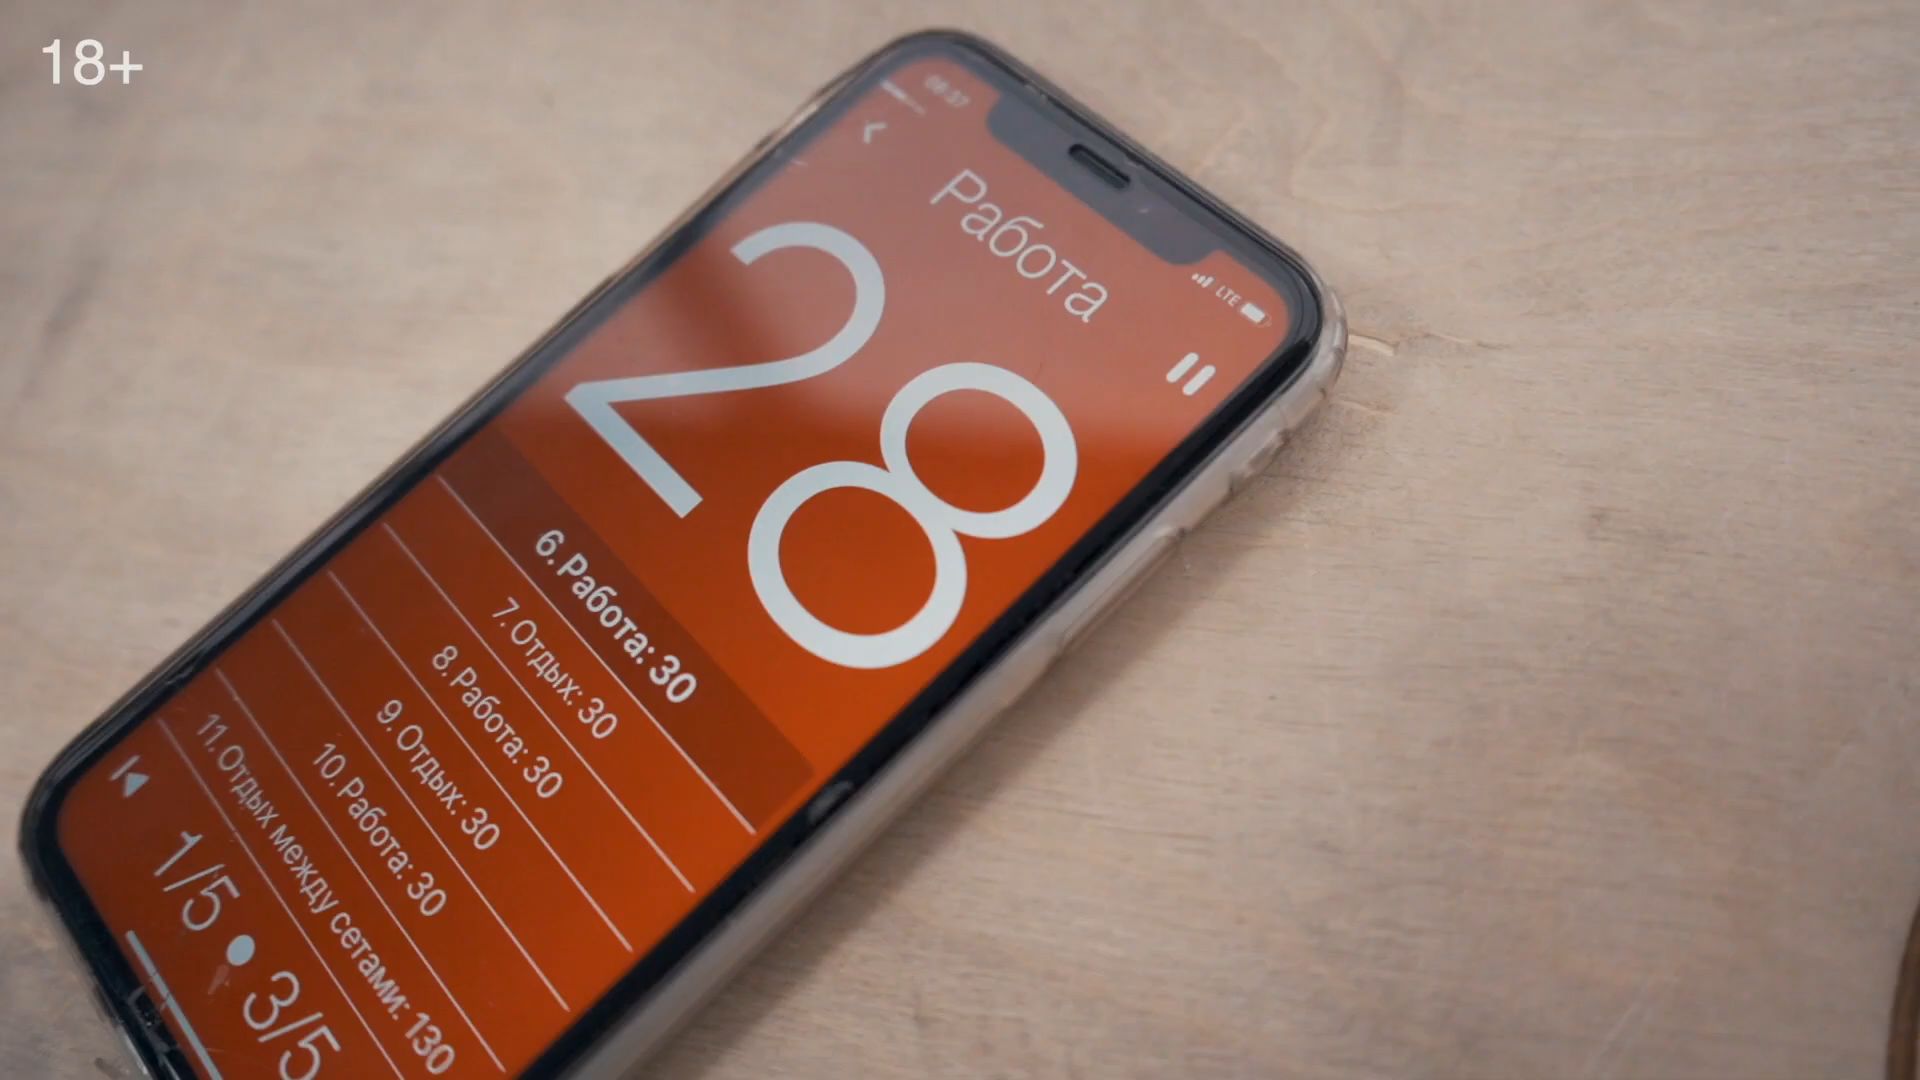 18+
LTE
Работа
28
6. Работа: 30
7. Отдых: 30
8. Работа: 30
9. Отдых: 30
10. Работа: 30
11. Отдых между сетами: 130
1/5 • 3/5